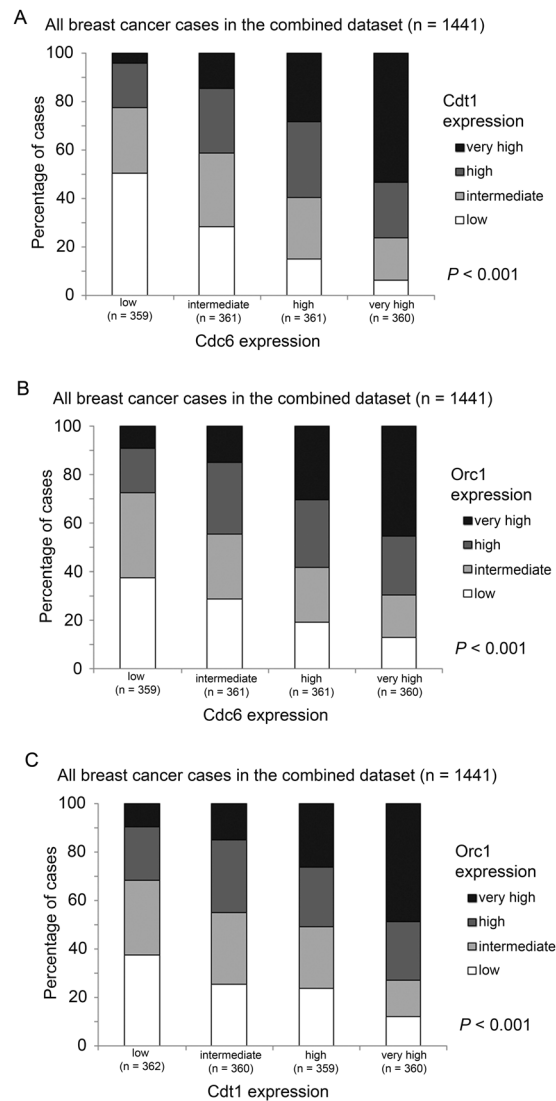 A
All breast cancer cases in the combined dataset (n = 1441)
100
80
60
40
20
0
Percentage of cases
low
(n = 359)
intermediate
(n = 361)
high
(n = 361)
very high
(n = 360)
Cdc6 expression
Cdt1
expression
very high
high
intermediate
low
P < 0.001
B
All breast cancer cases in the combined dataset (n = 1441)
100
80
60
40
20
0
Percentage of cases
low
(n = 359)
intermediate
(n = 361)
high
(n = 361)
very high
(n = 360)
Cdc6 expression
Orc1
expression
very high
high
intermediate
low
P < 0.001
C
All breast cancer cases in the combined dataset (n = 1441)
100
80
60
40
20
0
Percentage of cases
low
(n = 362)
intermediate
(n = 360)
high
(n = 359)
very high
(n = 360)
Cdt1 expression
Orc1
expression
very high
high
intermediate
low
P < 0.001